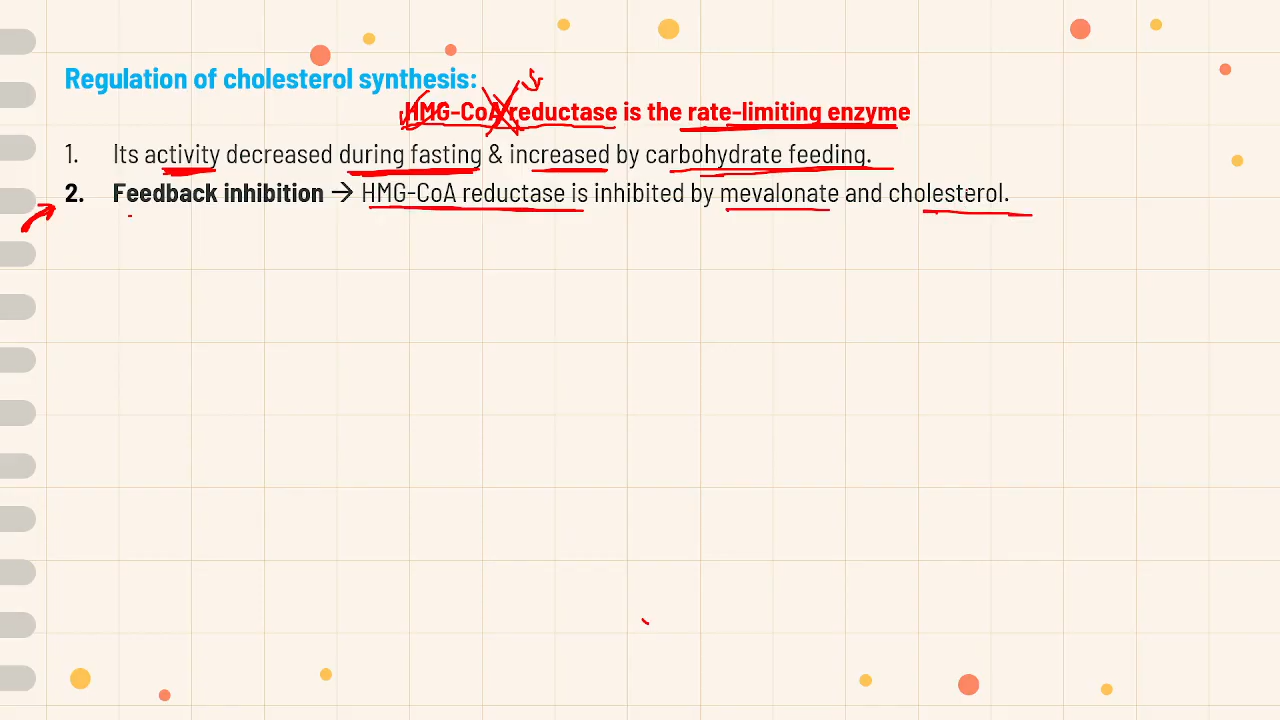 Regulation of cholesterol synthesis:
HMG-CoA reductase is the rate-limiting enzyme
1. Its activity decreased during fasting & increased by carbohydrate feeding.
2. Feedback inhibition → HMG-CoA reductase is inhibited by mevalonate and cholesterol.